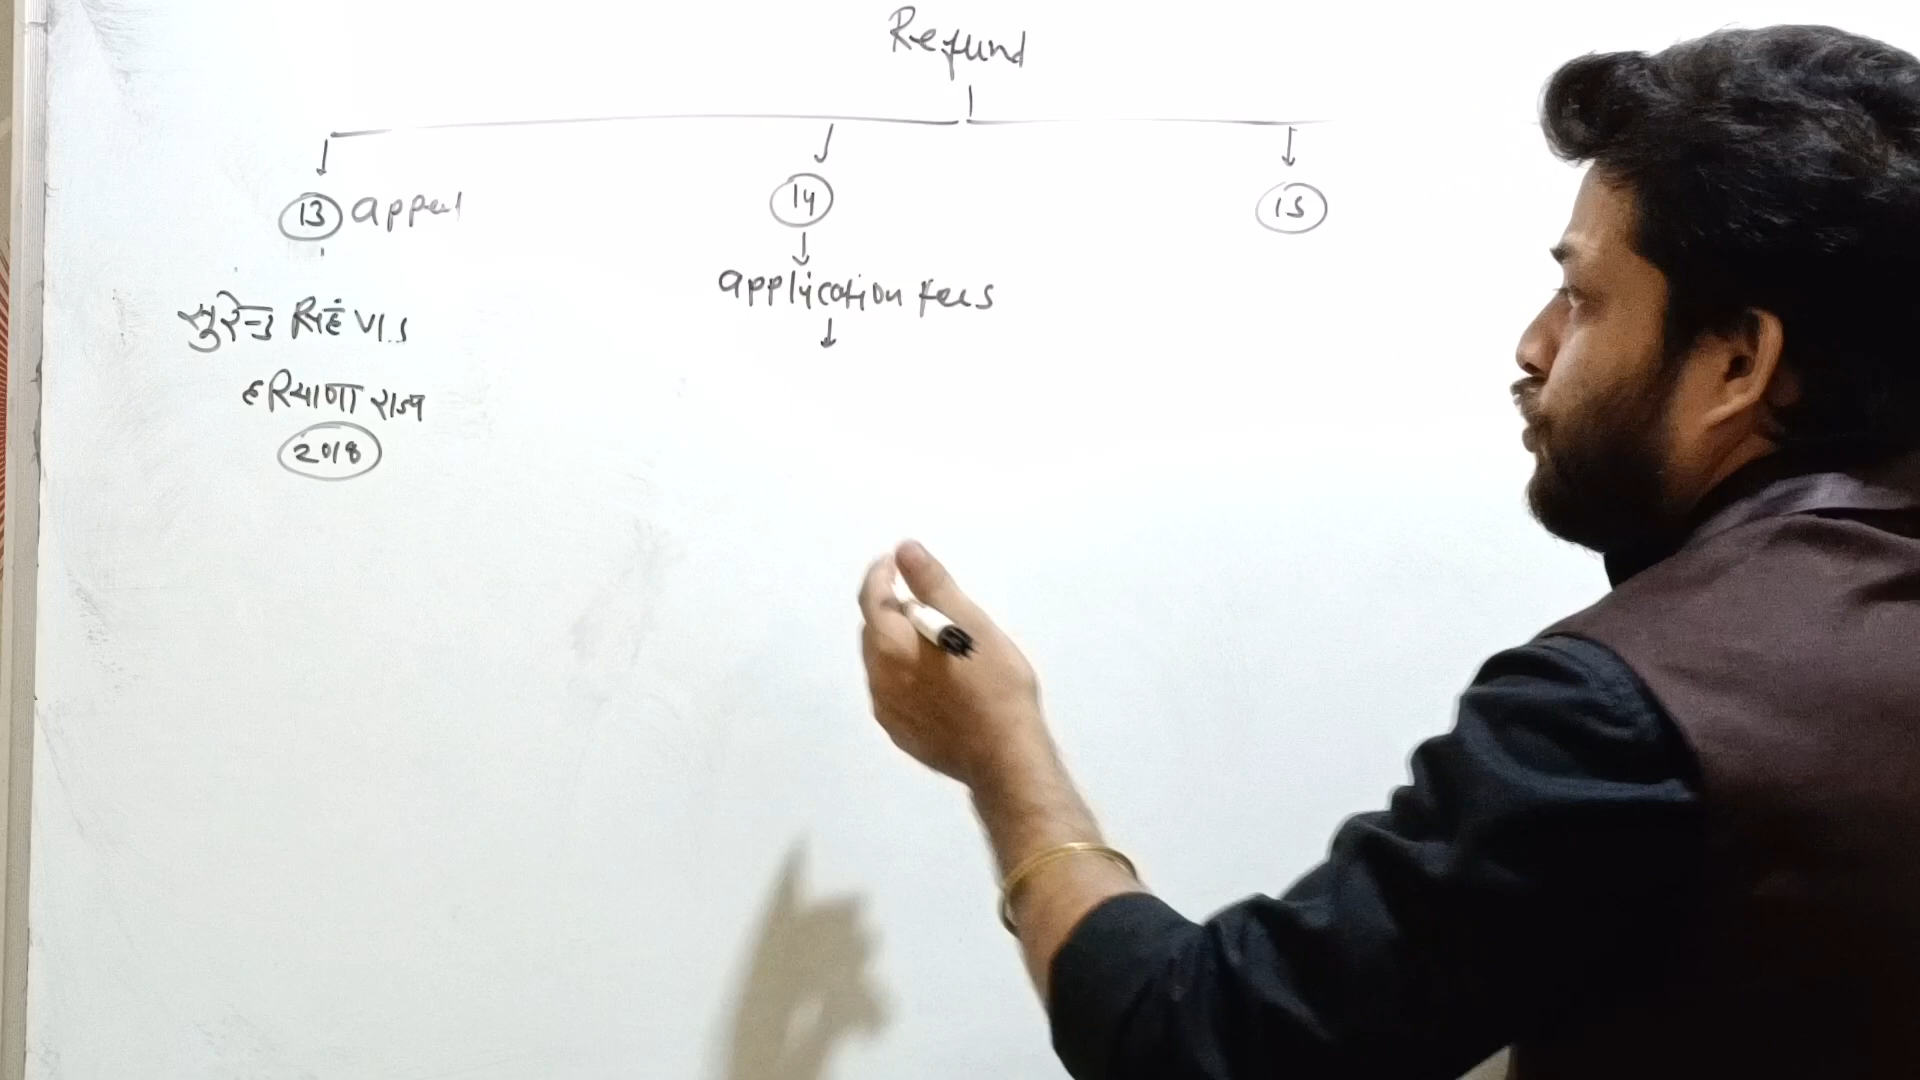 Refund
13 appeal
14
15
application fees
सुरेन्द्र सिंह V/s
हरियाणा राज्य
2018